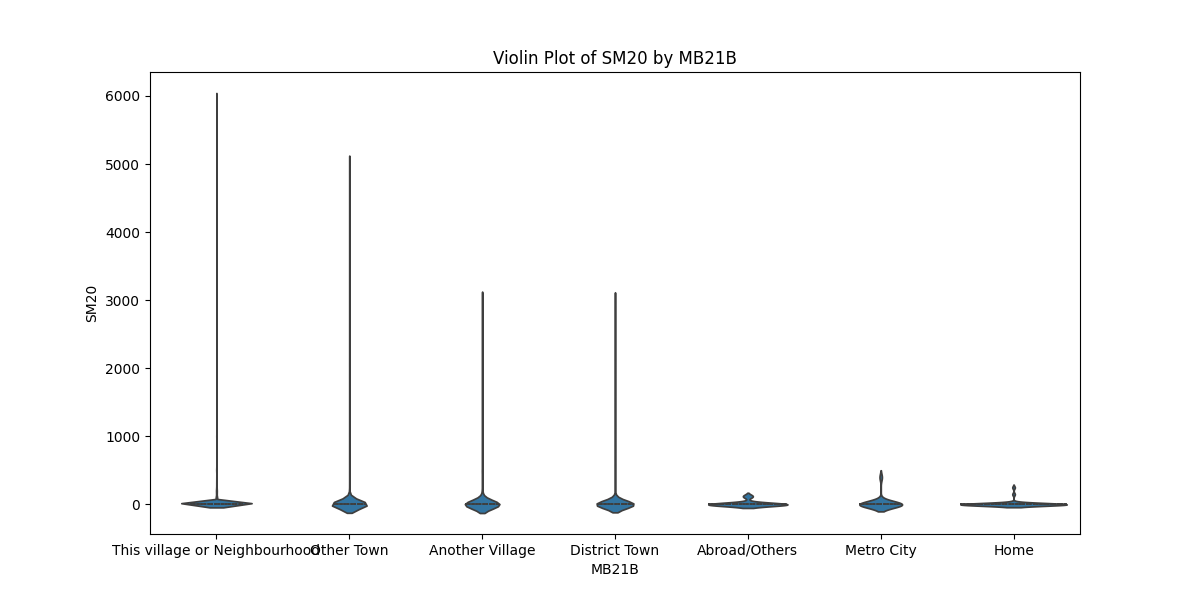 Violin Plot of SM20 by MB21B
6000
5000
4000
3000
2000
1000
0
SM20
This village or Neighbourhood
Other Town
Another Village
District Town
Abroad/Others
Metro City
Home
MB21B